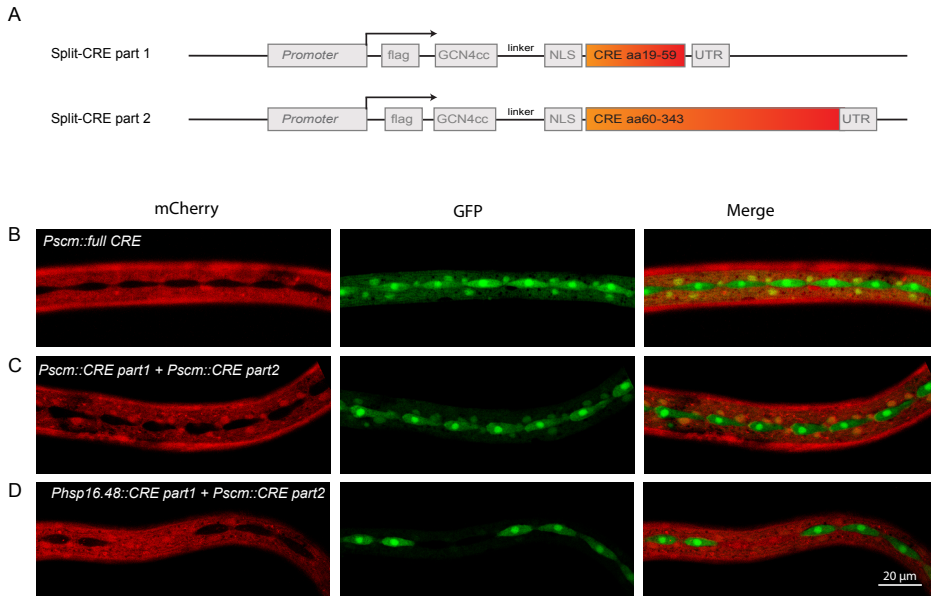 A
Split-CRE part 1
Promoter
flag
GCN4cc
linker
NLS
CRE aa19-59
UTR
Split-CRE part 2
Promoter
flag
GCN4cc
linker
NLS
CRE aa60-343
UTR
mCherry
GFP
Merge
B
Pscm::full CRE
C
Pscm::CRE part1 + Pscm::CRE part2
D
Phsp16.48::CRE part1 + Pscm::CRE part2
20 µm